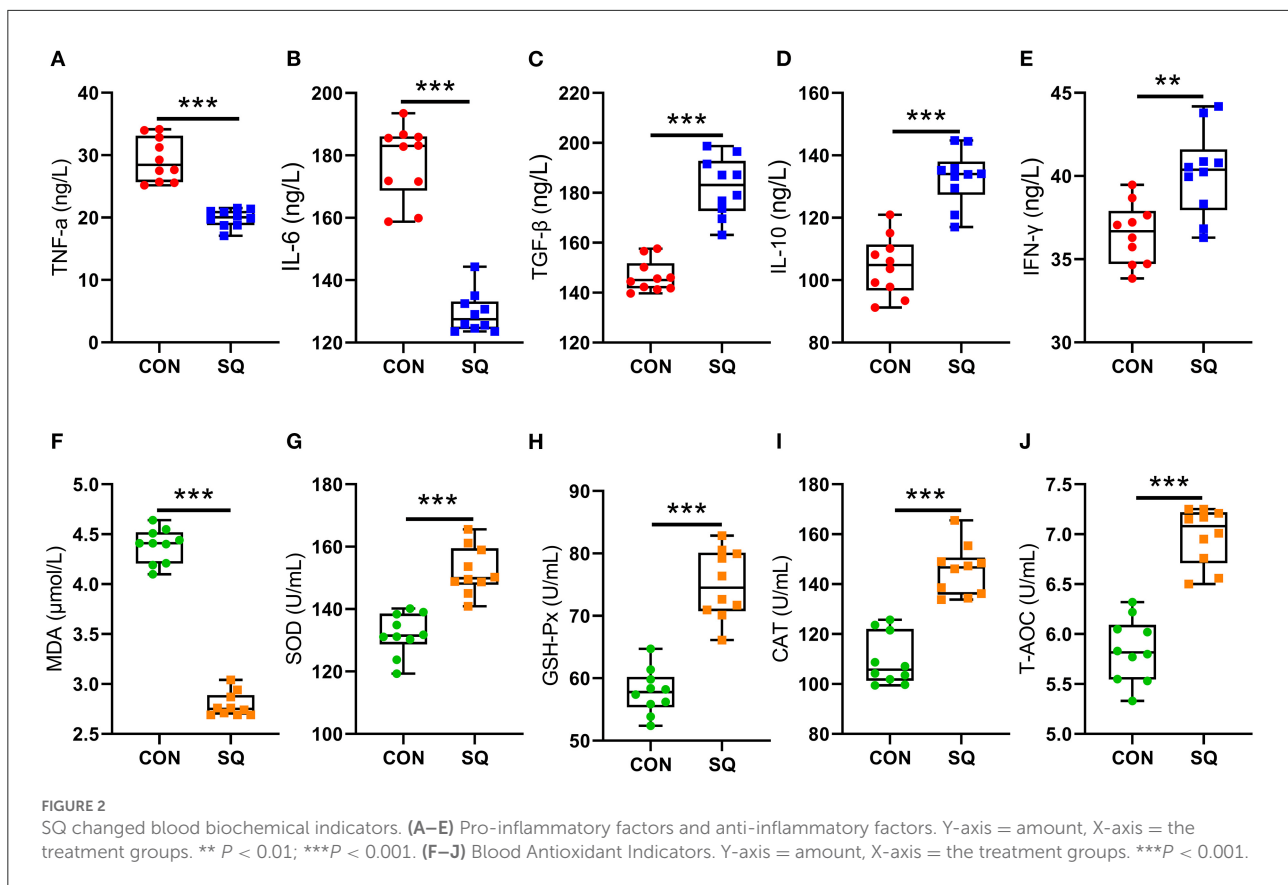 A
TNF-a (ng/L)
40
30
20
10
0
***
CON SQ
B
IL-6 (ng/L)
200
180
160
140
120
***
CON SQ
C
TGF-β (ng/L)
220
200
180
160
140
120
***
CON SQ
D
IL-10 (ng/L)
160
140
120
100
80
***
CON SQ
E
IFN-γ (ng/L)
45
40
35
30
**
CON SQ
F
MDA (μmol/L)
5.0
4.5
4.0
3.5
3.0
2.5
***
CON SQ
G
SOD (U/mL)
180
160
140
120
100
***
CON SQ
H
GSH-Px (U/mL)
90
80
70
60
50
***
CON SQ
I
CAT (U/mL)
180
160
140
120
100
80
***
CON SQ
J
T-AOC (U/mL)
7.5
7.0
6.5
6.0
5.5
5.0
***
CON SQ
FIGURE 2
SQ changed blood biochemical indicators. (A–E) Pro-inflammatory factors and anti-inflammatory factors. Y-axis = amount, X-axis = the
treatment groups. ** P < 0.01; ***P < 0.001. (F–J) Blood Antioxidant Indicators. Y-axis = amount, X-axis = the treatment groups. ***P < 0.001.